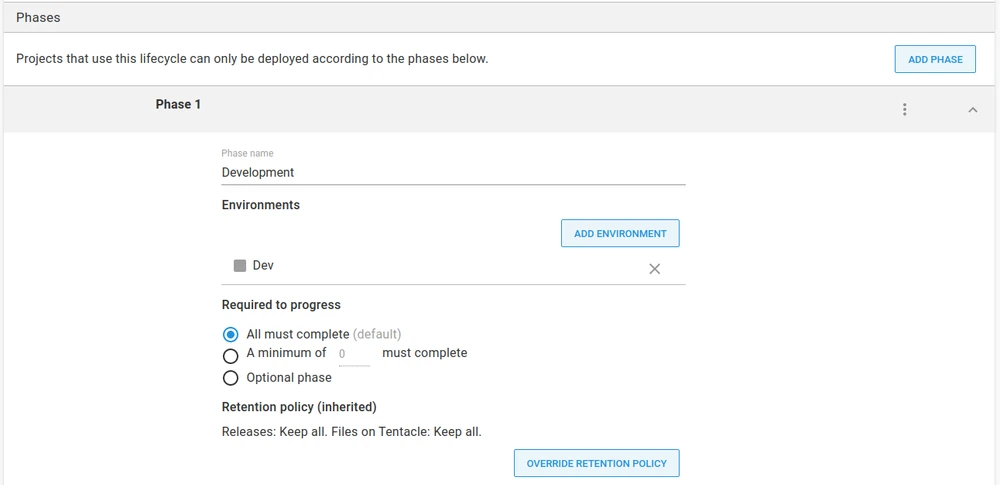 Phases
Projects that use this lifecycle can only be deployed according to the phases below.
ADD PHASE
Phase 1
Phase name
Development
Environments
ADD ENVIRONMENT
Dev
Required to progress
All must complete (default)
A minimum of 0 must complete
Optional phase
Retention policy (inherited)
Releases: Keep all. Files on Tentacle: Keep all.
OVERRIDE RETENTION POLICY